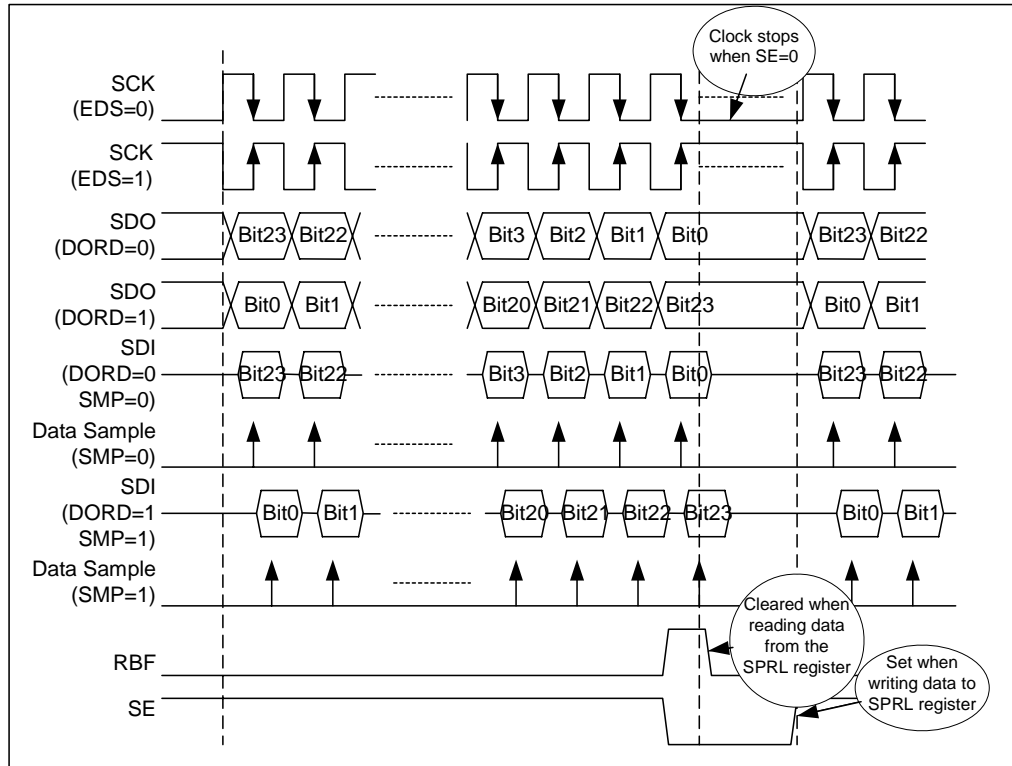 Clock stops
when SE=0
SCK
(EDS=0)
SCK
(EDS=1)
SDO
(DORD=0)
Bit23 Bit22 Bit3 Bit2 Bit1 Bit0 Bit23 Bit22
SDO
(DORD=1)
Bit0 Bit1 Bit20 Bit21 Bit22 Bit23 Bit0 Bit1
SDI
(DORD=0
SMP=0)
Bit23 Bit22 Bit3 Bit2 Bit1 Bit0 Bit23 Bit22
Data Sample
(SMP=0)
SDI
(DORD=1
SMP=1)
Bit0 Bit1 Bit20 Bit21 Bit22 Bit23 Bit0 Bit1
Data Sample
(SMP=1)
Cleared when
reading data
from the
SPRL register
RBF
Set when
writing data to
SPRL register
SE